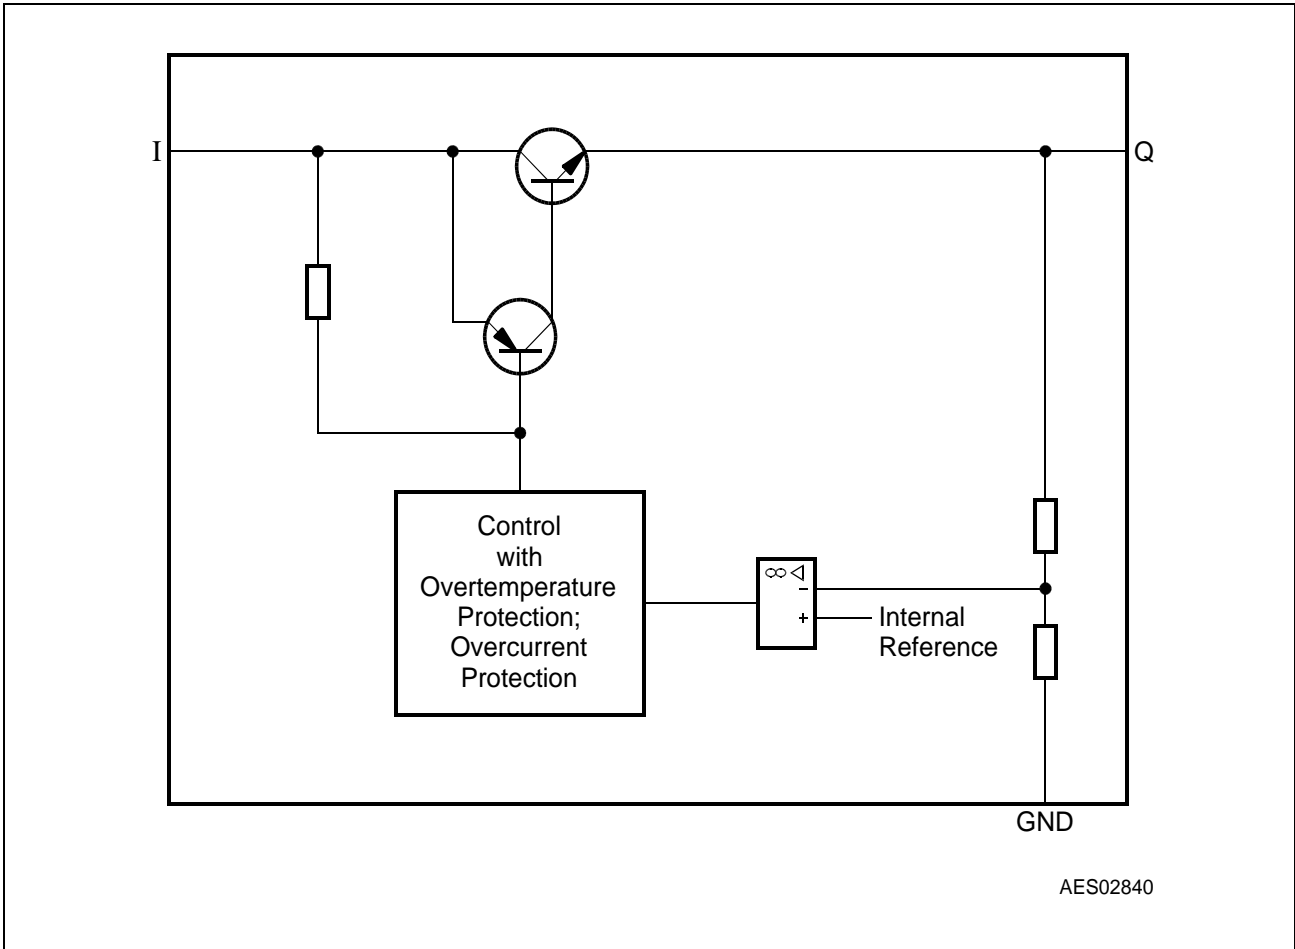 I
Q
Control
with
Overtemperature
Protection;
Overcurrent
Protection
∞ ◁
−
+
Internal
Reference
GND
AES02840